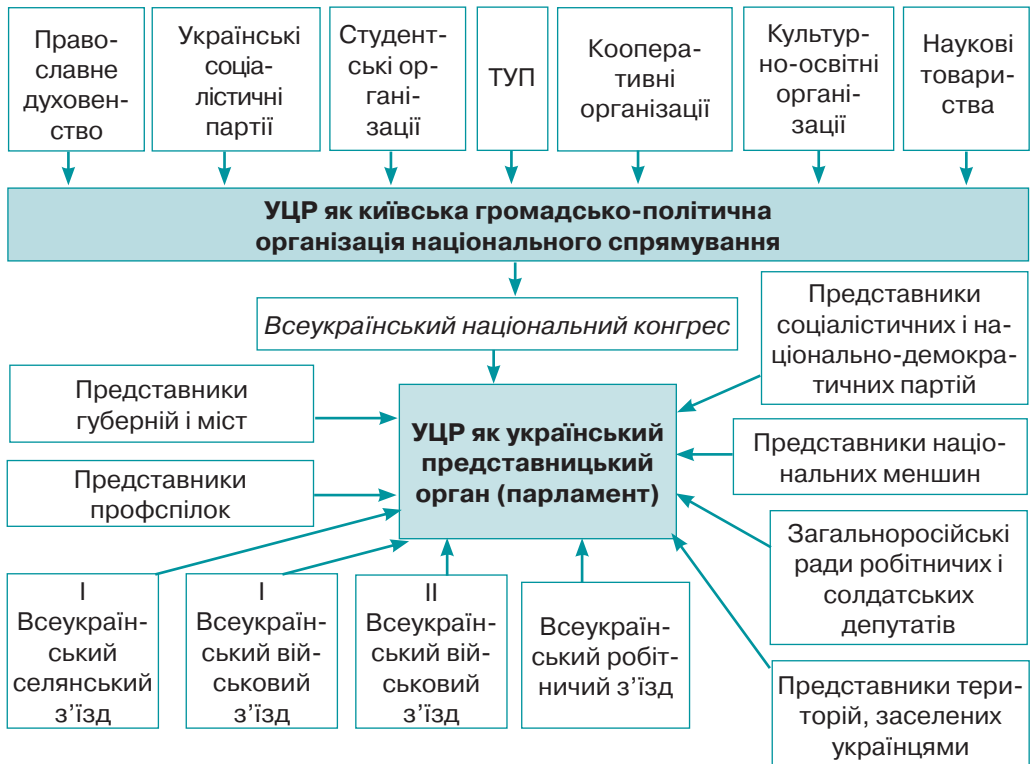 Право-
славне
духовен-
ство
Українські
соціа-
лістичні
партії
Студент-
ські ор-
гані-
зації
ТУП
Коопера-
тивні
організації
Культур-
но-освітні
органі-
зації
Наукові
товари-
ства
УЦР як київська громадсько-політична
організація національного спрямування
Всеукраїнський національний конгрес
Представники
соціалістичних і на-
ціонально-демокра-
тичних партій
Представники
губерній і міст
УЦР як український
представницький
орган (парламент)
Представники націо-
нальних меншин
Представники
профспілок
Загальноросійські
ради робітничих і
солдатських
депутатів
І
Всеукраїн-
ський
селянський
з’їзд
І
Всеукраїн-
ський вій-
ськовий
з’їзд
ІІ
Всеукраїн-
ський вій-
ськовий
з’їзд
Всеукраїн-
ський робіт-
ничий з’їзд
Представники тери-
торій, заселених
українцями